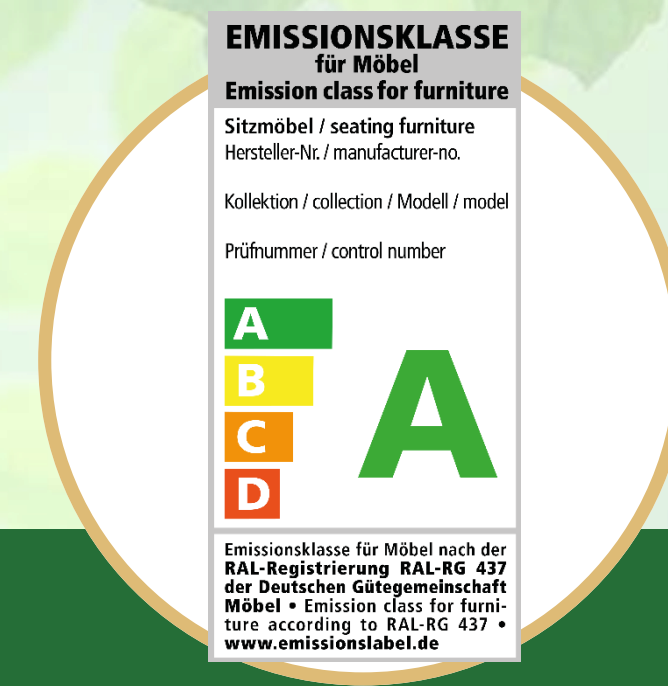 EMISSIONSKLASSE
für Möbel
Emission class for furniture
Sitzmöbel / seating furniture
Hersteller-Nr. / manufacturer-no.
Kollektion / collection / Modell / model
Prüfnummer / control number
A
B
C
D
A
Emissionsklasse für Möbel nach der
RAL-Registrierung RAL-RG 437
der Deutschen Gütegemeinschaft
Möbel • Emission class for furni-
ture according to RAL-RG 437 •
www.emissionslabel.de